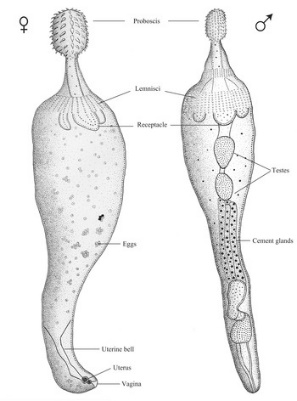 ♀
♂
Proboscis
Lemnisci
Receptacle
Testes
Cement glands
Eggs
Uterine bell
Uterus
Vagina